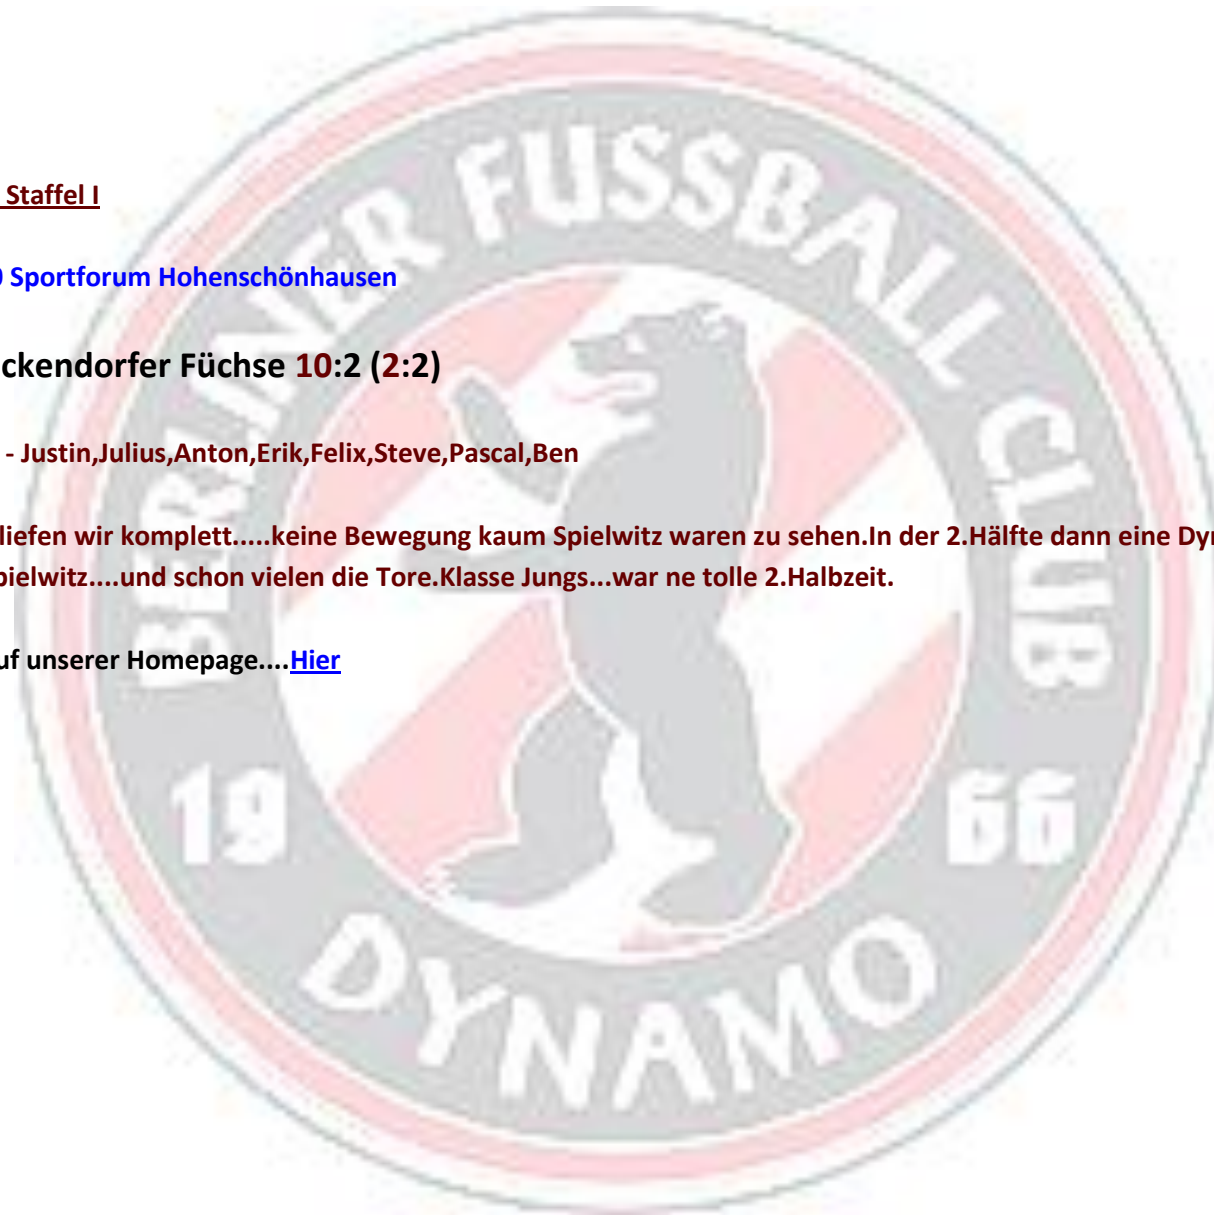 Staffel I
0 Sportforum Hohenschönhausen
ckendorfer Füchse 10:2 (2:2)
- Justin,Julius,Anton,Erik,Felix,Steve,Pascal,Ben
liefen wir komplett.....keine Bewegung kaum Spielwitz waren zu sehen.In der 2.Hälfte dann eine Dyn
pielwitz....und schon vielen die Tore.Klasse Jungs...war ne tolle 2.Halbzeit.
uf unserer Homepage....Hier
BERLINER FUSSBALL CLUB
19 66
DYNAMO